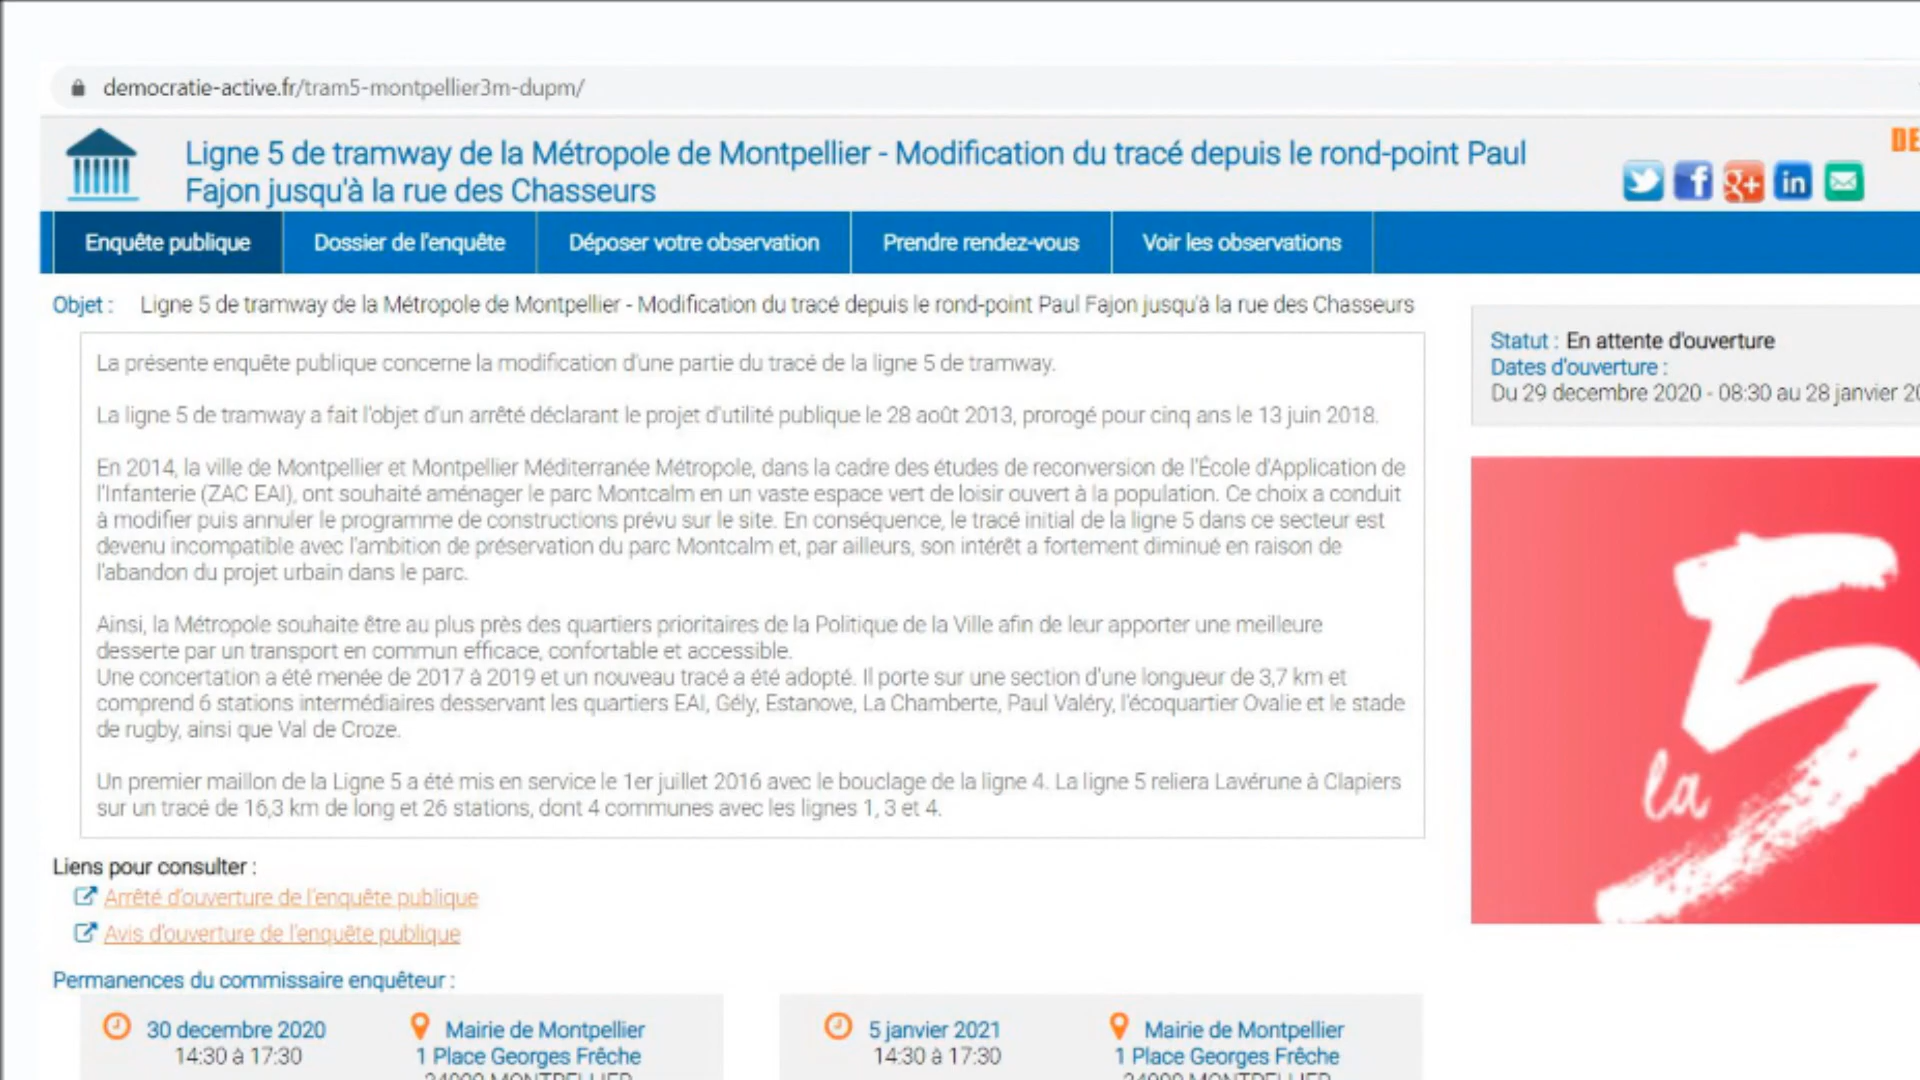 democratie-active.fr/tram5-montpellier3m-dupm/
Ligne 5 de tramway de la Métropole de Montpellier - Modification du tracé depuis le rond-point Paul
Fajon jusqu'à la rue des Chasseurs
DE
Enquête publique
Dossier de l'enquête
Déposer votre observation
Prendre rendez-vous
Voir les observations
Objet : Ligne 5 de tramway de la Métropole de Montpellier - Modification du tracé depuis le rond-point Paul Fajon jusqu'à la rue des Chasseurs
La présente enquête publique concerne la modification d'une partie du tracé de la ligne 5 de tramway.
La ligne 5 de tramway a fait l'objet d'un arrêté déclarant le projet d'utilité publique le 28 août 2013, prorogé pour cinq ans le 13 juin 2018.
En 2014, la ville de Montpellier et Montpellier Méditerranée Métropole, dans la cadre des études de reconversion de l'École d'Application de
l'Infanterie (ZAC EAI), ont souhaité aménager le parc Montcalm en un vaste espace vert de loisir ouvert à la population. Ce choix a conduit
à modifier puis annuler le programme de constructions prévu sur le site. En conséquence, le tracé initial de la ligne 5 dans ce secteur est
devenu incompatible avec l'ambition de préservation du parc Montcalm et, par ailleurs, son intérêt a fortement diminué en raison de
l'abandon du projet urbain dans le parc.
Ainsi, la Métropole souhaite être au plus près des quartiers prioritaires de la Politique de la Ville afin de leur apporter une meilleure
desserte par un transport en commun efficace, confortable et accessible.
Une concertation a été menée de 2017 à 2019 et un nouveau tracé a été adopté. Il porte sur une section d'une longueur de 3,7 km et
comprend 6 stations intermédiaires desservant les quartiers EAI, Gély, Estanove, La Chamberte, Paul Valéry, l'écoquartier Ovalie et le stade
de rugby, ainsi que Val de Croze.
Un premier maillon de la Ligne 5 a été mis en service le 1er juillet 2016 avec le bouclage de la ligne 4. La ligne 5 reliera Lavérune à Clapiers
sur un tracé de 16,3 km de long et 26 stations, dont 4 communes avec les lignes 1, 3 et 4.
Statut : En attente d'ouverture
Dates d'ouverture :
Du 29 decembre 2020 - 08:30 au 28 janvier 20
la 5
Liens pour consulter :
Arrêté d'ouverture de l'enquête publique
Avis d'ouverture de l'enquête publique
Permanences du commissaire enquêteur :
30 decembre 2020
14:30 à 17:30
Mairie de Montpellier
1 Place Georges Frêche
34000 MONTPELLIER
5 janvier 2021
14:30 à 17:30
Mairie de Montpellier
1 Place Georges Frêche
34000 MONTPELLIER